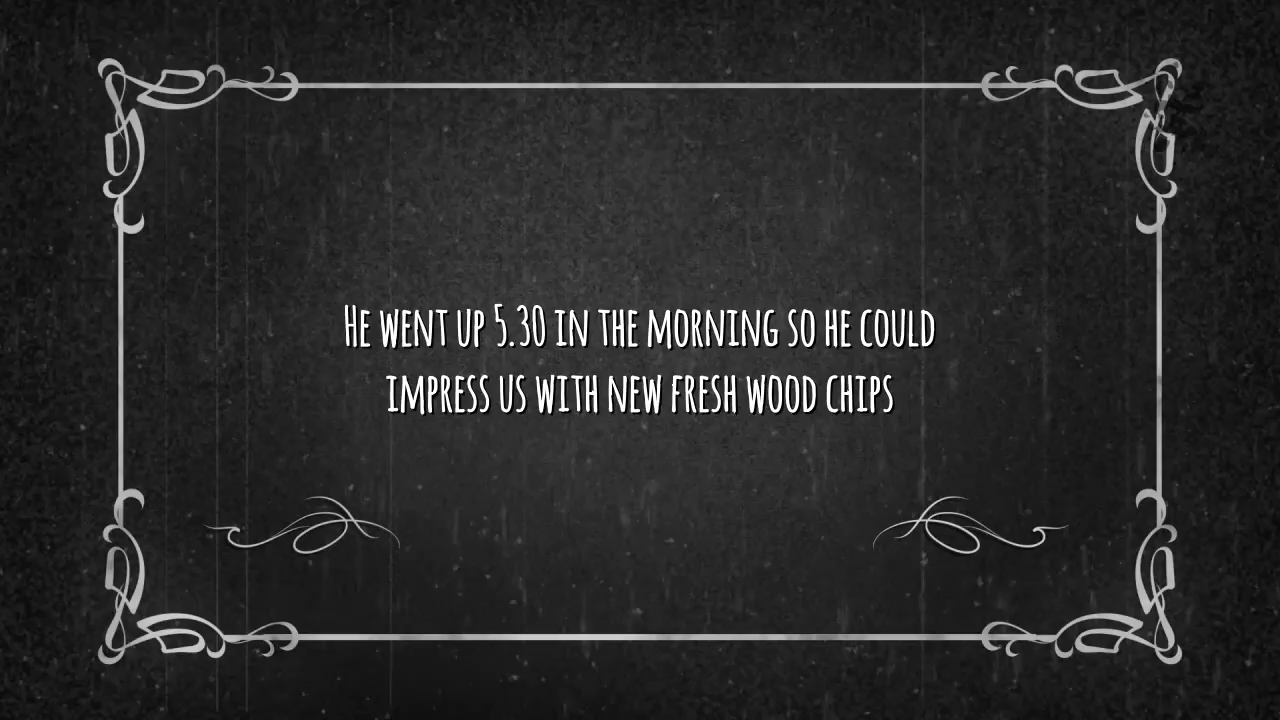 He went up 5.30 in the morning so he could
impress us with new fresh wood chips